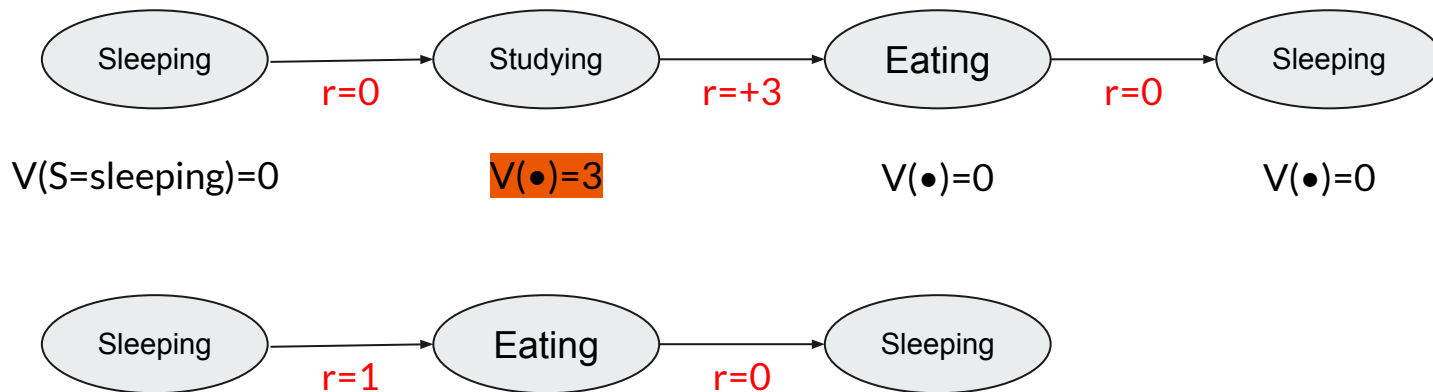 Sleeping Studying Eating Sleeping
r=0 r=+3 r=0
V(S=sleeping)=0 V(●)=3 V(●)=0 V(●)=0
Sleeping Eating Sleeping
r=1 r=0